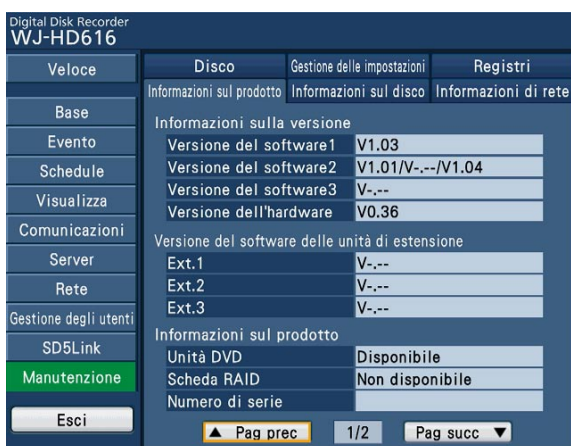 Digital Disk Recorder
WJ-HD616
Veloce
Base
Evento
Schedule
Visualizza
Comunicazioni
Server
Rete
Gestione degli utenti
SD5Link
Manutenzione
Esci
Disco Gestione delle impostazioni Registri
Informazioni sul prodotto Informazioni sul disco Informazioni di rete
Informazioni sulla versione
Versione del software1 V1.03
Versione del software2 V1.01/V-.--/V1.04
Versione del software3 V-.--
Versione dell'hardware V0.36
Versione del software delle unità di estensione
Ext.1 V-.--
Ext.2 V-.--
Ext.3 V-.--
Informazioni sul prodotto
Unità DVD Disponibile
Scheda RAID Non disponibile
Numero di serie
▲ Pag prec 1/2 Pag succ ▼